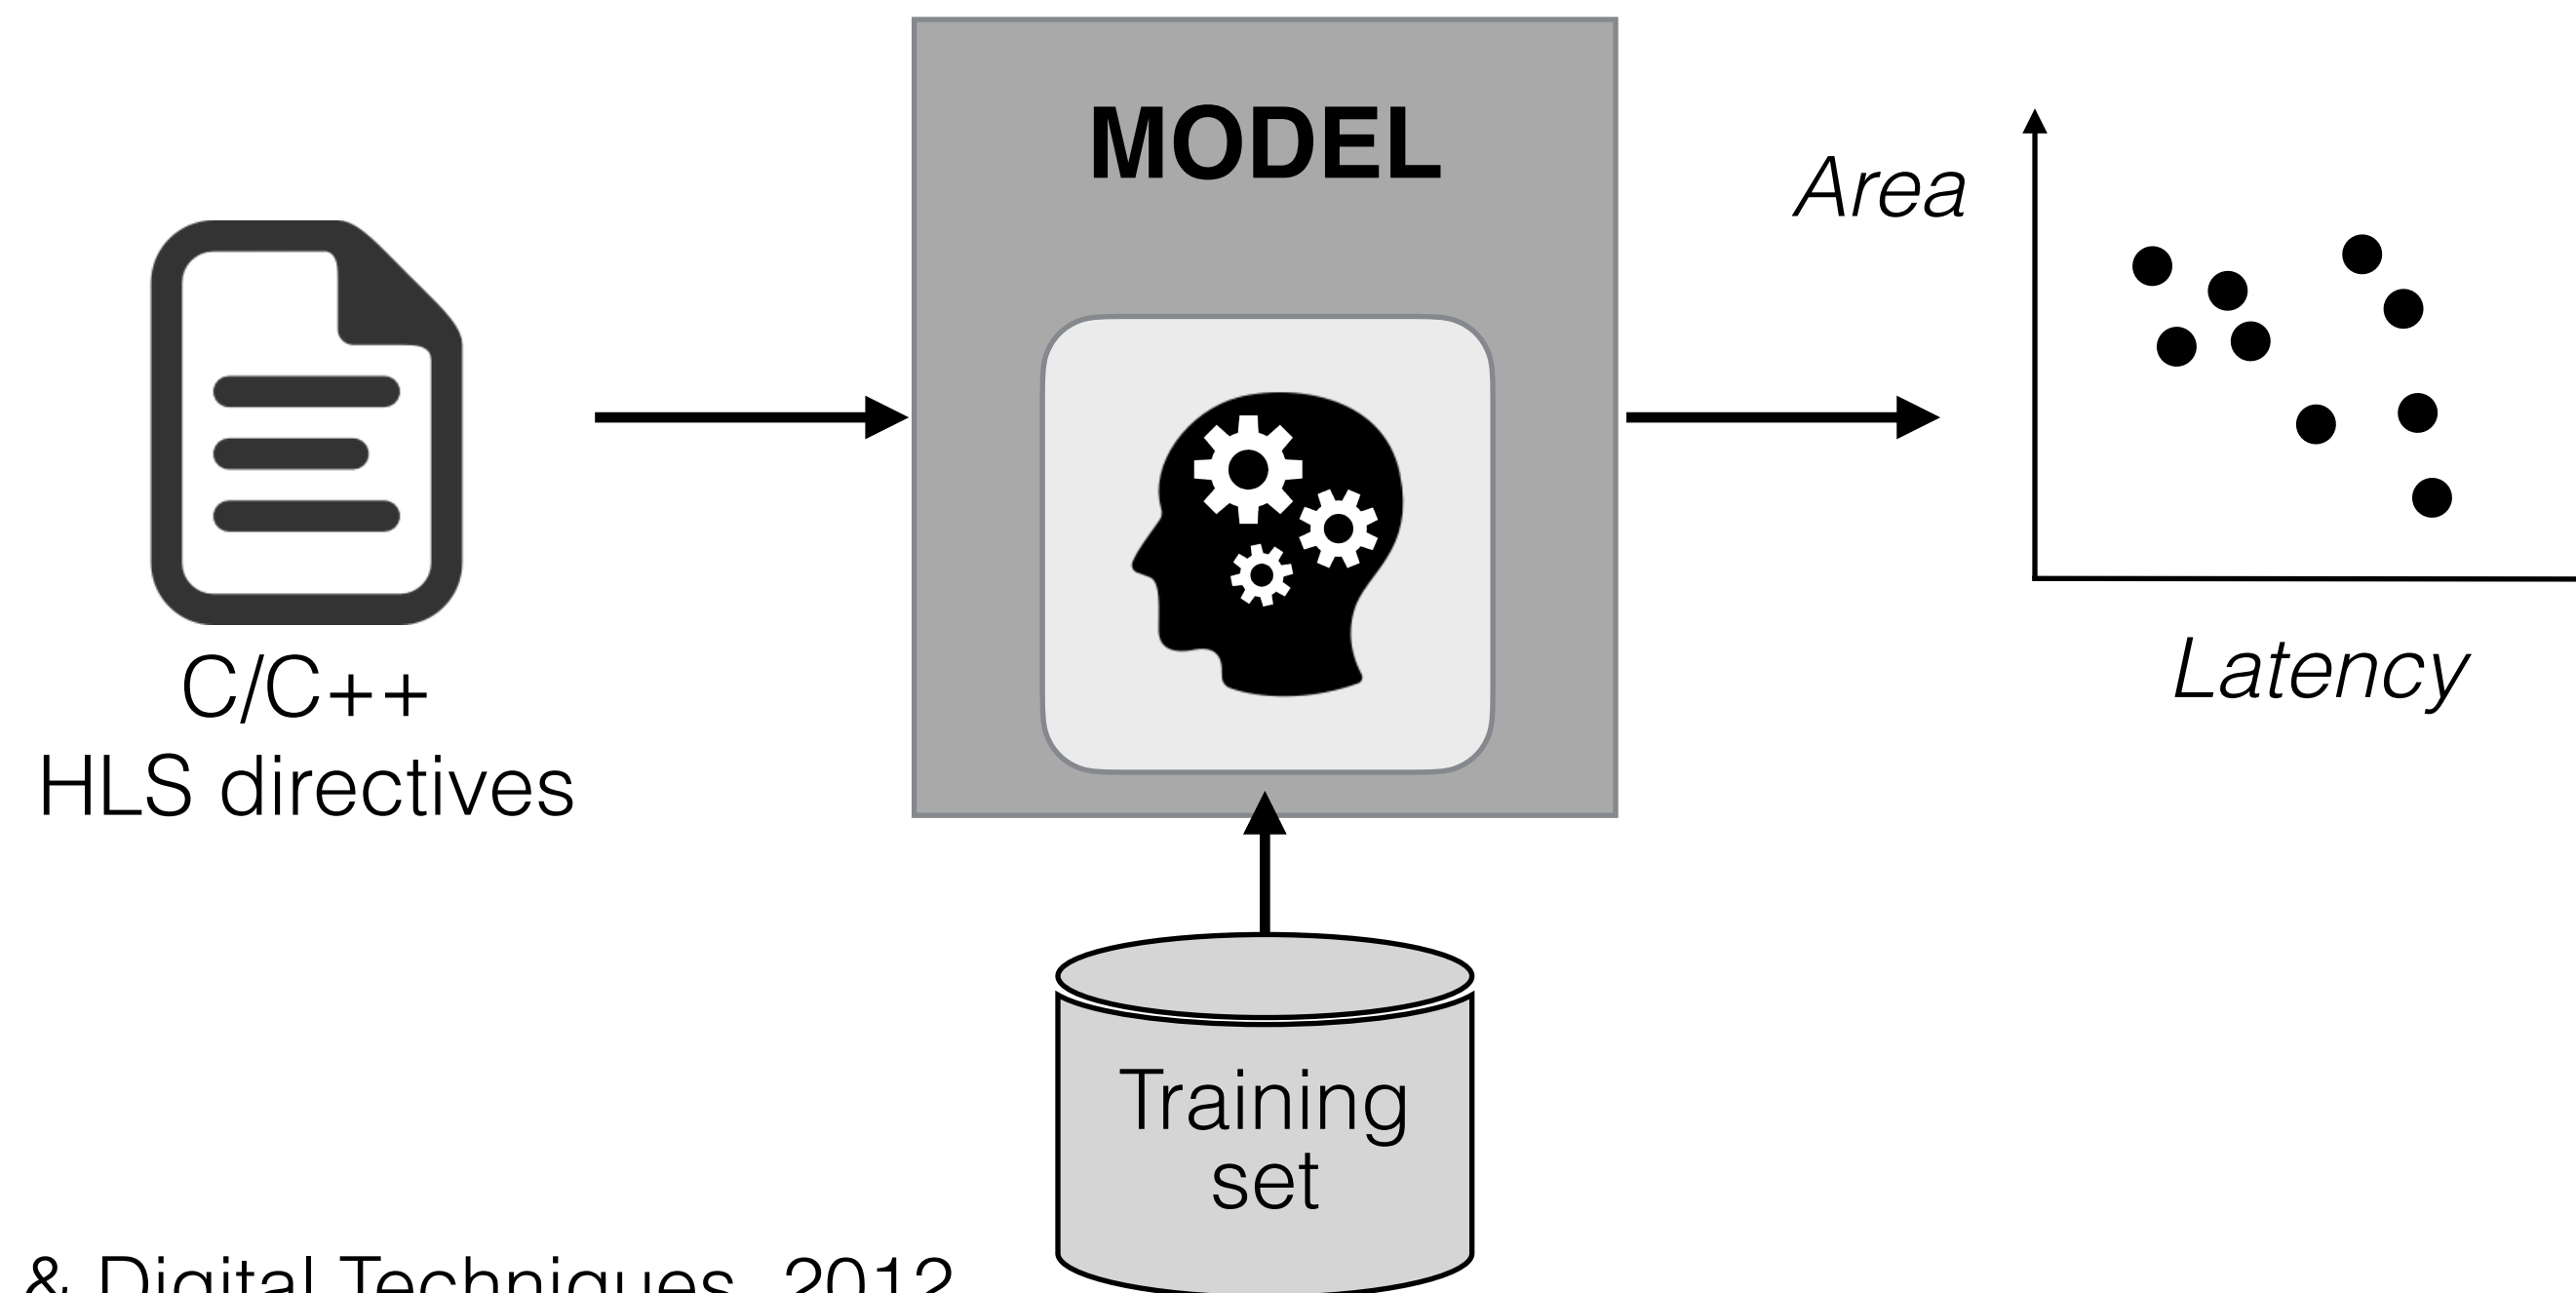 MODEL
Area
C/C++
HLS directives
Latency
Training
set
& Digital Techniques, 2012